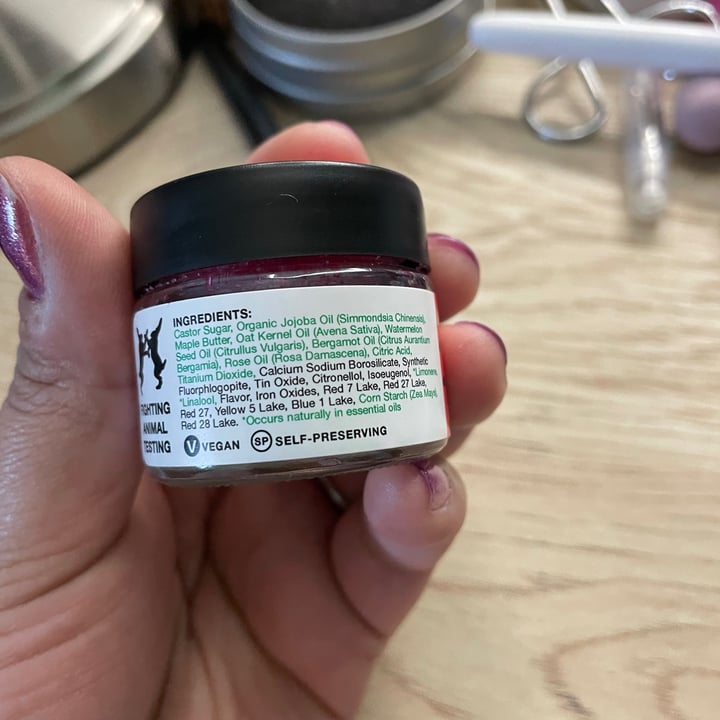 INGREDIENTS:
Castor Sugar, Organic Jojoba Oil (Simmondsia Chinensis),
Maple Butter, Oat Kernel Oil (Avena Sativa), Watermelon
Seed Oil (Citrullus Vulgaris), Bergamot Oil (Citrus Aurantium
Bergamia), Rose Oil (Rosa Damascena), Citric Acid,
Titanium Dioxide, Calcium Sodium Borosilicate, Synthetic
Fluorphlogopite, Tin Oxide, Citronellol, Isoeugenol, *Limonene,
*Linalool, Flavor, Iron Oxides, Red 7 Lake, Red 27 Lake,
Red 27, Yellow 5 Lake, Blue 1 Lake, Corn Starch (Zea Mays),
Red 28 Lake. *Occurs naturally in essential oils
FIGHTING
ANIMAL
TESTING
V VEGAN SP SELF-PRESERVING